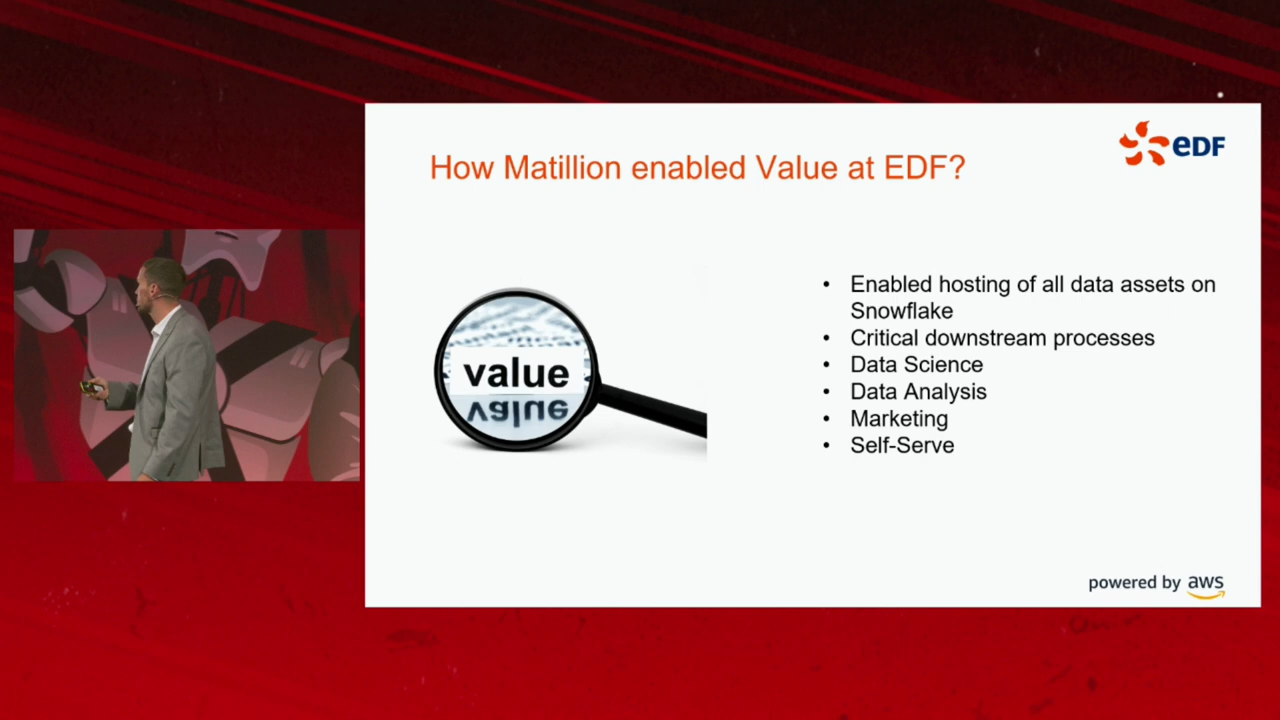 How Matillion enabled Value at EDF?
eDF
value
value
• Enabled hosting of all data assets on
Snowflake
• Critical downstream processes
• Data Science
• Data Analysis
• Marketing
• Self-Serve
powered by aws